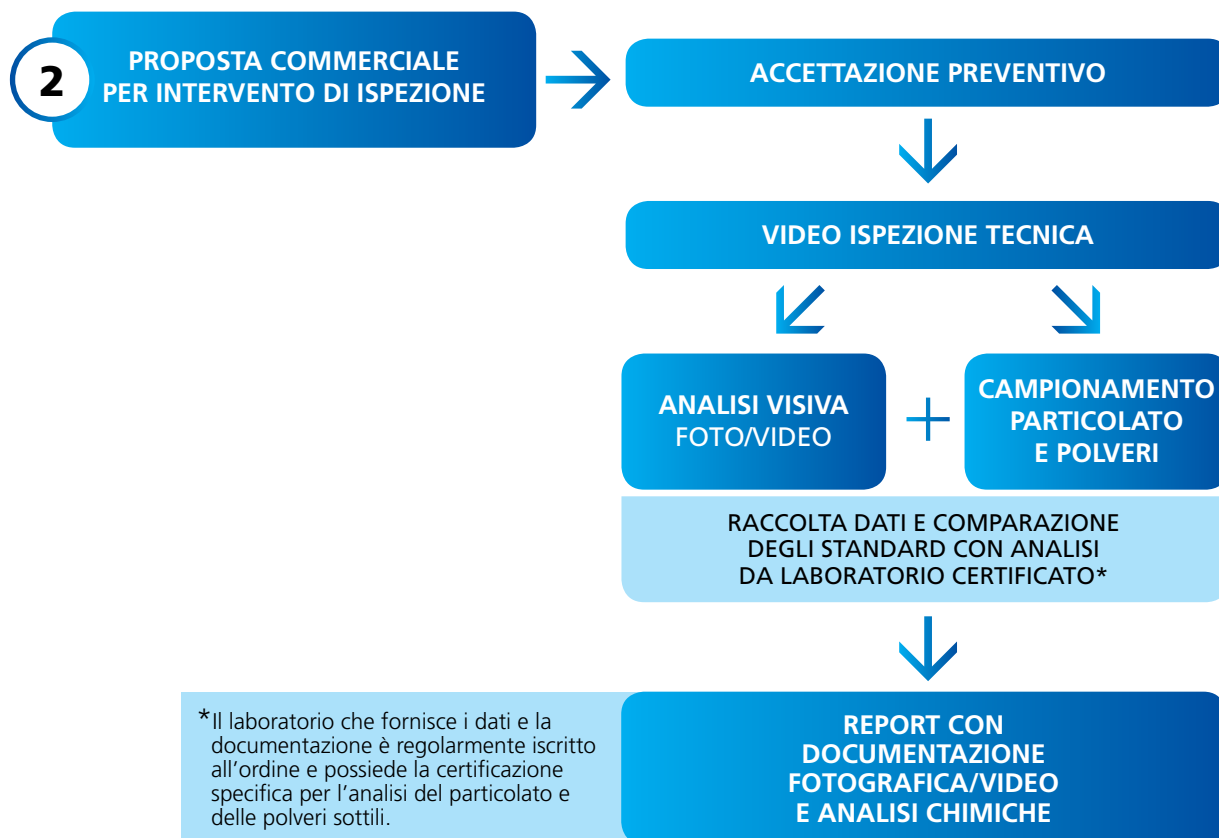 2
PROPOSTA COMMERCIALE
PER INTERVENTO DI ISPEZIONE
ACCETTAZIONE PREVENTIVO
VIDEO ISPEZIONE TECNICA
ANALISI VISIVA
FOTO/VIDEO
+
CAMPIONAMENTO
PARTICOLATO
E POLVERI
RACCOLTA DATI E COMPARAZIONE
DEGLI STANDARD CON ANALISI
DA LABORATORIO CERTIFICATO*
*Il laboratorio che fornisce i dati e la
documentazione è regolarmente iscritto
all'ordine e possiede la certificazione
specifica per l'analisi del particolato e
delle polveri sottili.
REPORT CON
DOCUMENTAZIONE
FOTOGRAFICA/VIDEO
E ANALISI CHIMICHE